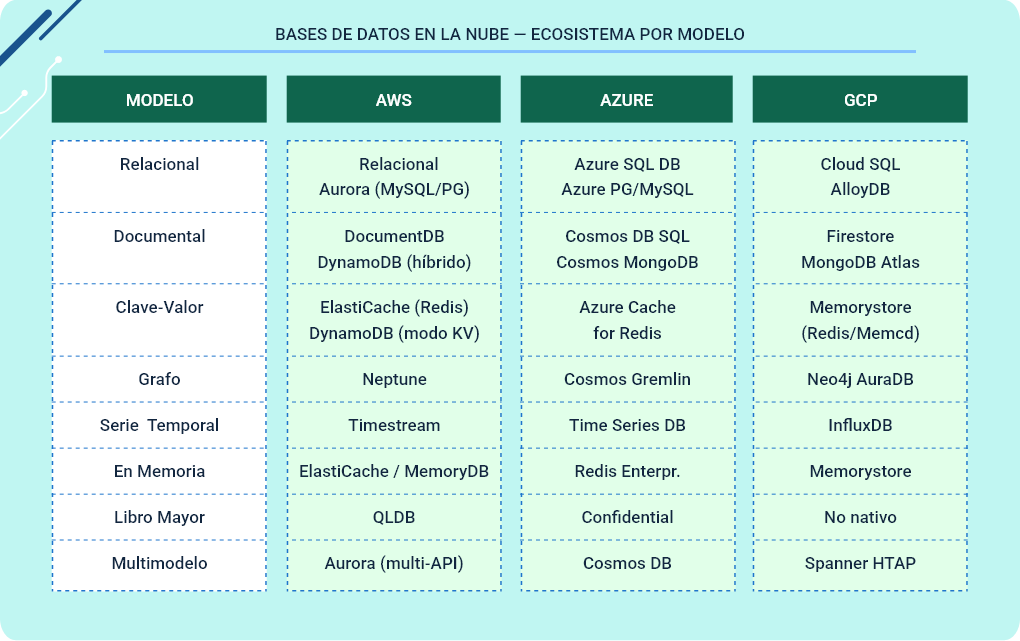 BASES DE DATOS EN LA NUBE — ECOSISTEMA POR MODELO
MODELO
AWS
AZURE
GCP
Relacional
Relacional
Aurora (MySQL/PG)
Azure SQL DB
Azure PG/MySQL
Cloud SQL
AlloyDB
Documental
DocumentDB
DynamoDB (híbrido)
Cosmos DB SQL
Cosmos MongoDB
Firestore
MongoDB Atlas
Clave-Valor
ElastiCache (Redis)
DynamoDB (modo KV)
Azure Cache
for Redis
Memorystore
(Redis/Memcd)
Grafo
Neptune
Cosmos Gremlin
Neo4j AuraDB
Serie  Temporal
Timestream
Time Series DB
InfluxDB
En Memoria
ElastiCache / MemoryDB
Redis Enterpr.
Memorystore
Libro Mayor
QLDB
Confidential
No nativo
Multimodelo
Aurora (multi-API)
Cosmos DB
Spanner HTAP